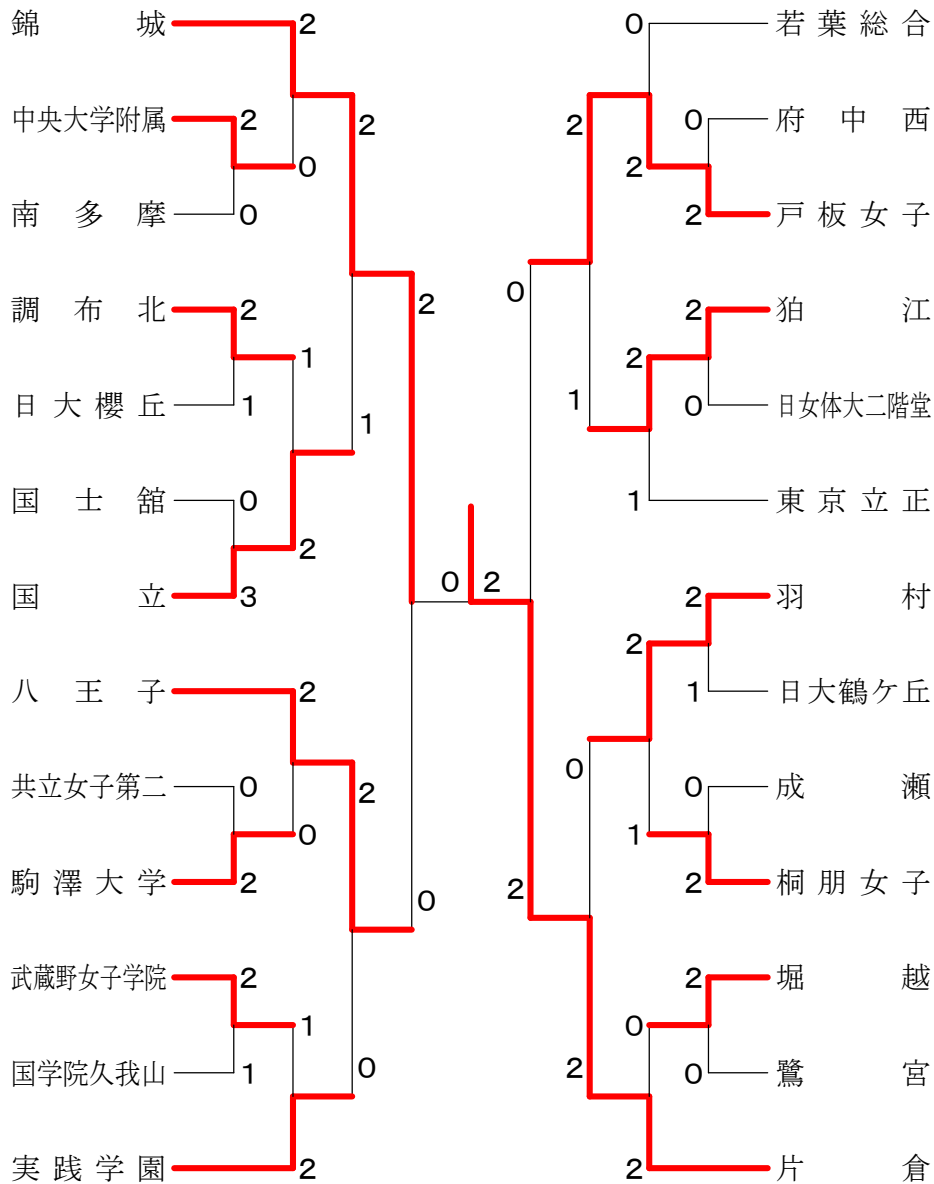 錦城 2 0 若葉総合
中央大学附属 2 2 2 0 府中西
0 2
南多摩 0 2 戸板女子
調布北 2 2 0 2 狛江
1 2
日大櫻丘 1 1 1 0 日女体大二階堂
国士舘 0 1 東京立正
2
国立 3 0 2 2 羽村
2
八王子 2 1 日大鶴ケ丘
共立女子第二 0 2 0 0 成瀬
0 1
駒澤大学 2 0 2 2 桐朋女子
武蔵野女子学院 2 2 堀越
1 0
国学院久我山 1 0 2 0 鷺宮
実践学園 2 2 片倉